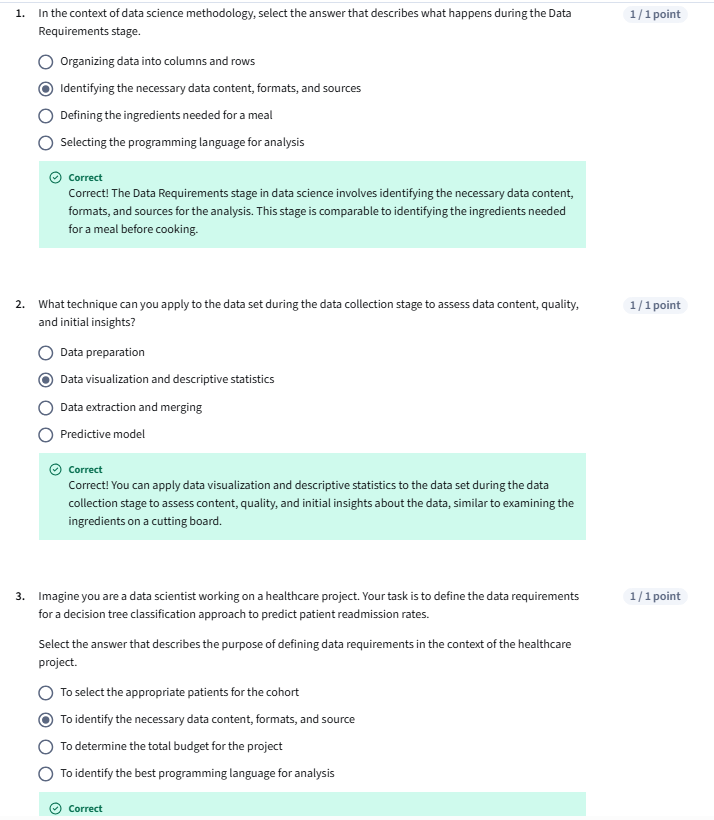 1. In the context of data science methodology, select the answer that describes what happens during the Data 1 / 1 point
Requirements stage.
Organizing data into columns and rows
Identifying the necessary data content, formats, and sources
Defining the ingredients needed for a meal
Selecting the programming language for analysis
Correct
Correct! The Data Requirements stage in data science involves identifying the necessary data content,
formats, and sources for the analysis. This stage is comparable to identifying the ingredients needed
for a meal before cooking.
2. What technique can you apply to the data set during the data collection stage to assess data content, quality, 1 / 1 point
and initial insights?
Data preparation
Data visualization and descriptive statistics
Data extraction and merging
Predictive model
Correct
Correct! You can apply data visualization and descriptive statistics to the data set during the data
collection stage to assess content, quality, and initial insights about the data, similar to examining the
ingredients on a cutting board.
3. Imagine you are a data scientist working on a healthcare project. Your task is to define the data requirements 1 / 1 point
for a decision tree classification approach to predict patient readmission rates.
Select the answer that describes the purpose of defining data requirements in the context of the healthcare
project.
To select the appropriate patients for the cohort
To identify the necessary data content, formats, and source
To determine the total budget for the project
To identify the best programming language for analysis
Correct